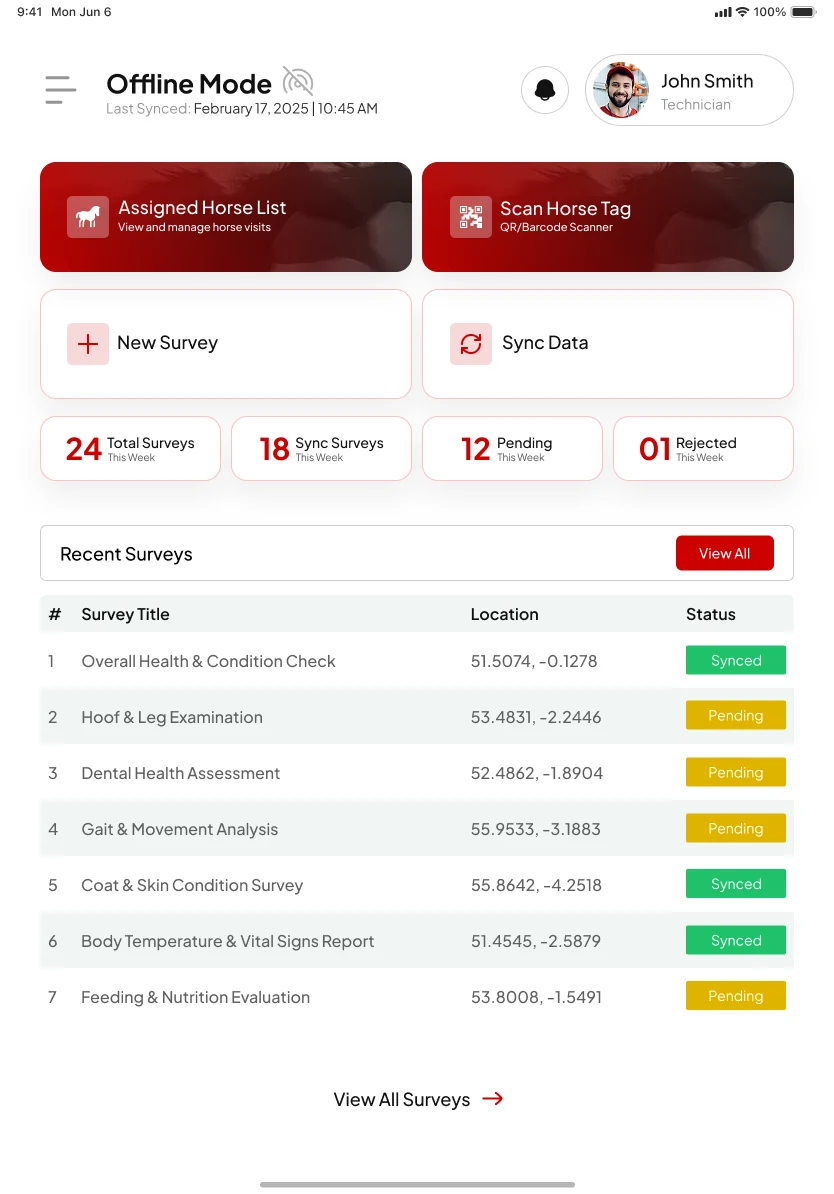 9:41 Mon Jun 6 100%
Offline Mode
Last Synced: February 17, 2025 | 10:45 AM
John Smith
Technician
Assigned Horse List
View and manage horse visits
Scan Horse Tag
QR/Barcode Scanner
New Survey
Sync Data
24 Total Surveys
This Week
18 Sync Surveys
This Week
12 Pending
This Week
01 Rejected
This Week
Recent Surveys View All
# Survey Title Location Status
1 Overall Health & Condition Check 51.5074, -0.1278 Synced
2 Hoof & Leg Examination 53.4831, -2.2446 Pending
3 Dental Health Assessment 52.4862, -1.8904 Pending
4 Gait & Movement Analysis 55.9533, -3.1883 Pending
5 Coat & Skin Condition Survey 55.8642, -4.2518 Synced
6 Body Temperature & Vital Signs Report 51.4545, -2.5879 Synced
7 Feeding & Nutrition Evaluation 53.8008, -1.5491 Pending
View All Surveys